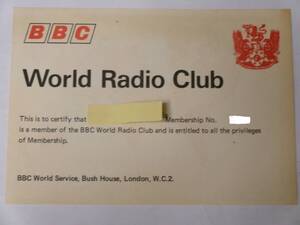 BBC
World Radio Club
This is to certify that Membership No.
is a member of the BBC World Radio Club and is entitled to all the privileges
of Membership.
BBC World Service, Bush House, London, W.C.2.